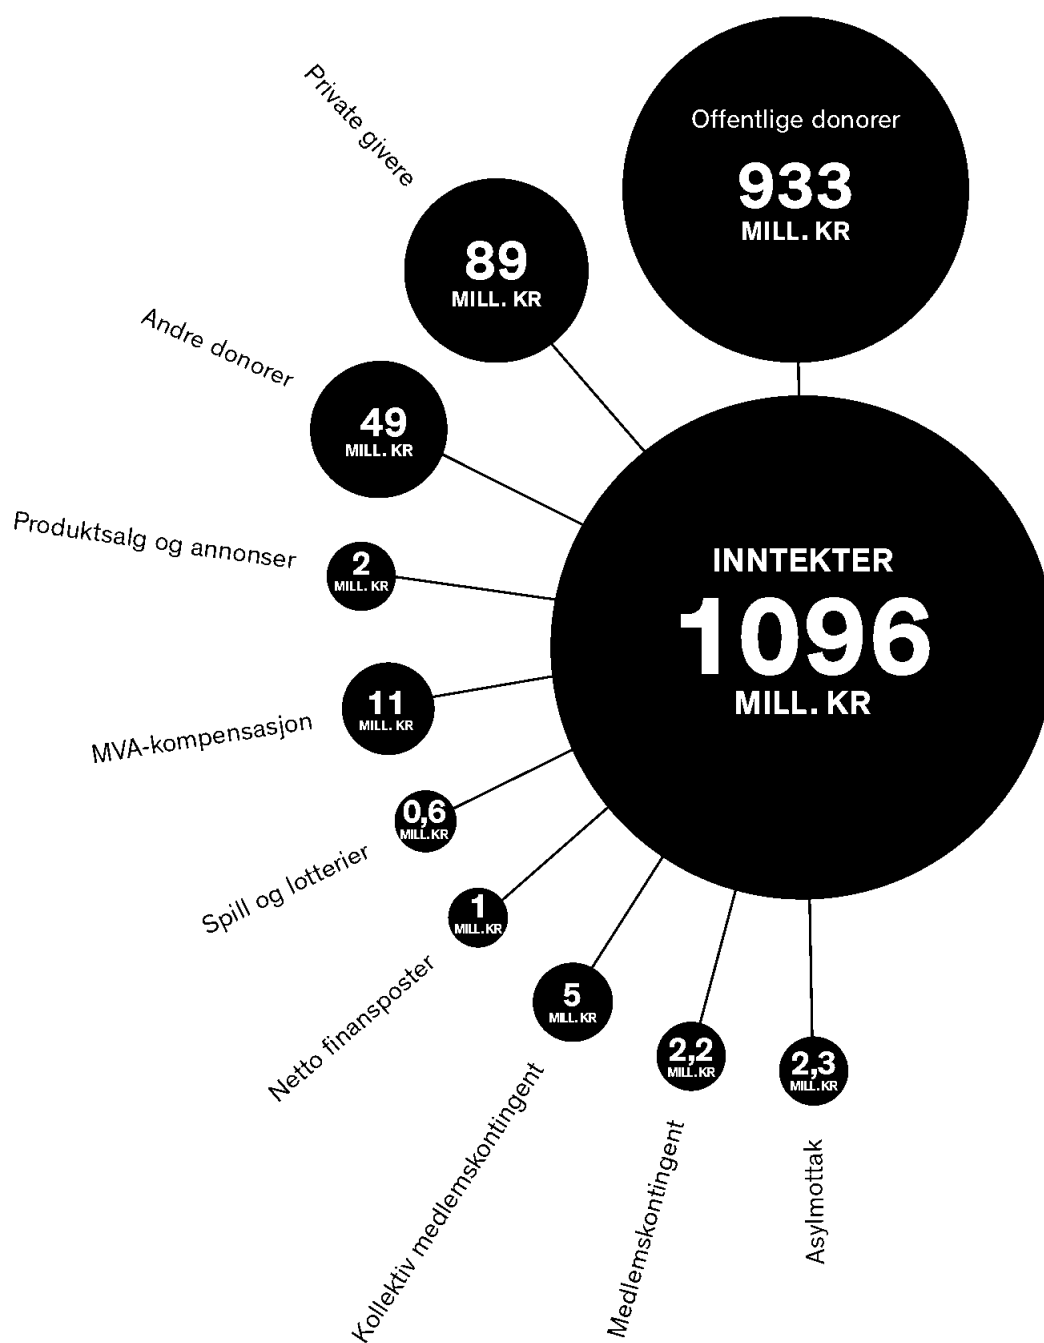 Offentlige donorer
933
MILL. KR
Private givere
89
MILL. KR
Andre donorer
49
MILL. KR
Produktsalg og annonser
2
MILL. KR
INNTEKTER
1096
MILL. KR
MVA-kompensasjon
11
MILL. KR
Spill og lotterier
0,6
MILL. KR
Netto finansposter
1
MILL. KR
Kollektiv medlemskontingent
5
MILL. KR
Medlemskontingent
2,2
MILL. KR
Asylmottak
2,3
MILL. KR